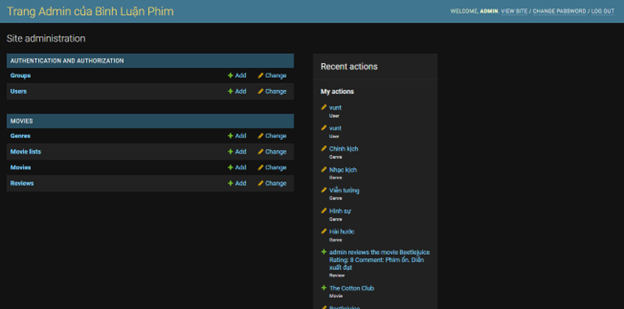 Trang Admin của Bình Luận Phim
WELCOME, ADMIN. VIEW SITE / CHANGE PASSWORD / LOG OUT
Site administration
AUTHENTICATION AND AUTHORIZATION
Groups + Add Change
Users + Add Change
MOVIES
Genres + Add Change
Movie lists + Add Change
Movies + Add Change
Reviews + Add Change
Recent actions
My actions
vunt
User
vunt
User
Chính kịch
Genre
Nhạc kịch
Genre
Viễn tưởng
Genre
Hình sự
Genre
Hài hước
Genre
+ admin reviews the movie Beetlejuice
Rating: 8 Comment: Phim ổn. Diễn
xuất đạt
Review
+ The Cotton Club
Movie
Beetlejuice